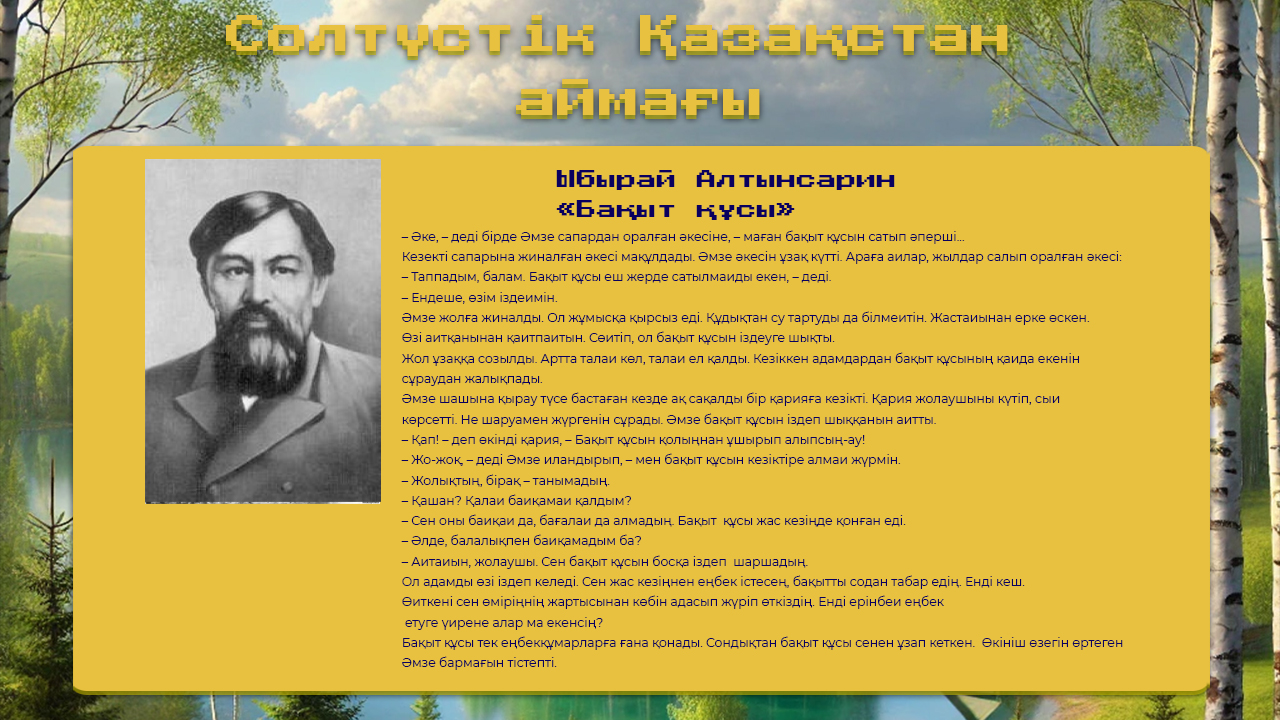 Солтүстік Қазақстан
аймағы
Ыбырай Алтынсарин
«Бақыт құсы»
– Әке, – деді бірде Әмзе сапардан оралған әкесіне, – маған бақыт құсын сатып әперші...
Кезекті сапарына жиналған әкесі мақұлдады. Әмзе әкесін ұзақ күтті. Араға аилар, жылдар салып оралған әкесі:
– Таппадым, балам. Бақыт құсы еш жерде сатылмаиды екен, – деді.
– Ендеше, өзім іздеимін.
Әмзе жолға жиналды. Ол жұмысқа қырсыз еді. Құдықтан су тартуды да білмеитін. Жастаиынан ерке өскен.
Өзі аитқанынан қаитпаитын. Сөитіп, ол бақыт құсын іздеуге шықты.
Жол ұзаққа созылды. Артта талаи көл, талаи ел қалды. Кезіккен адамдардан бақыт құсының қаида екенін
сұраудан жалықпады.
Әмзе шашына қырау түсе бастаған кезде ақ сақалды бір қарияға кезікті. Қария жолаушыны күтіп, сыи
көрсетті. Не шаруамен жүргенін сұрады. Әмзе бақыт құсын іздеп шыққанын аитты.
– Қап! – деп өкінді қария, – Бақыт құсын қолыңнан ұшырып алыпсың-ау!
– Жо-жоқ, – деді Әмзе иландырып, – мен бақыт құсын кезіктіре алмаи жүрмін.
– Жолықтың, бірақ – танымадың.
– Қашан? Қалаи баиқамаи қалдым?
– Сен оны баиқаи да, бағалаи да алмадың. Бақыт құсы жас кезіңде қонған еді.
– Әлде, балалықпен баиқамадым ба?
– Аитаиын, жолаушы. Сен бақыт құсын босқа іздеп шаршадың.
Ол адамды өзі іздеп келеді. Сен жас кезіңнен еңбек істесең, бақытты содан табар едің. Енді кеш.
Өиткені сен өміріңнің жартысынан көбін адасып жүріп өткіздің. Енді ерінбеи еңбек
етуге үирене алар ма екенсің?
Бақыт құсы тек еңбекқұмарларға ғана қонады. Сондықтан бақыт құсы сенен ұзап кеткен. Өкініш өзегін өртеген
Әмзе бармағын тістепті.